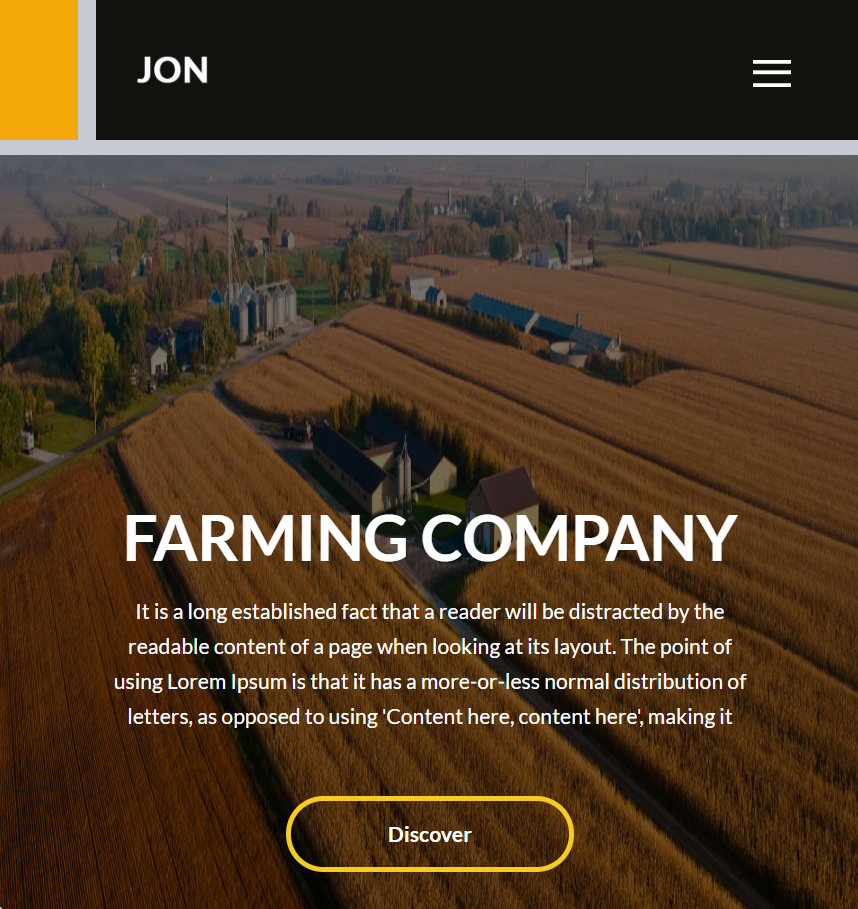 JON
FARMING COMPANY
It is a long established fact that a reader will be distracted by the
readable content of a page when looking at its layout. The point of
using Lorem Ipsum is that it has a more-or-less normal distribution of
letters, as opposed to using 'Content here, content here', making it
Discover